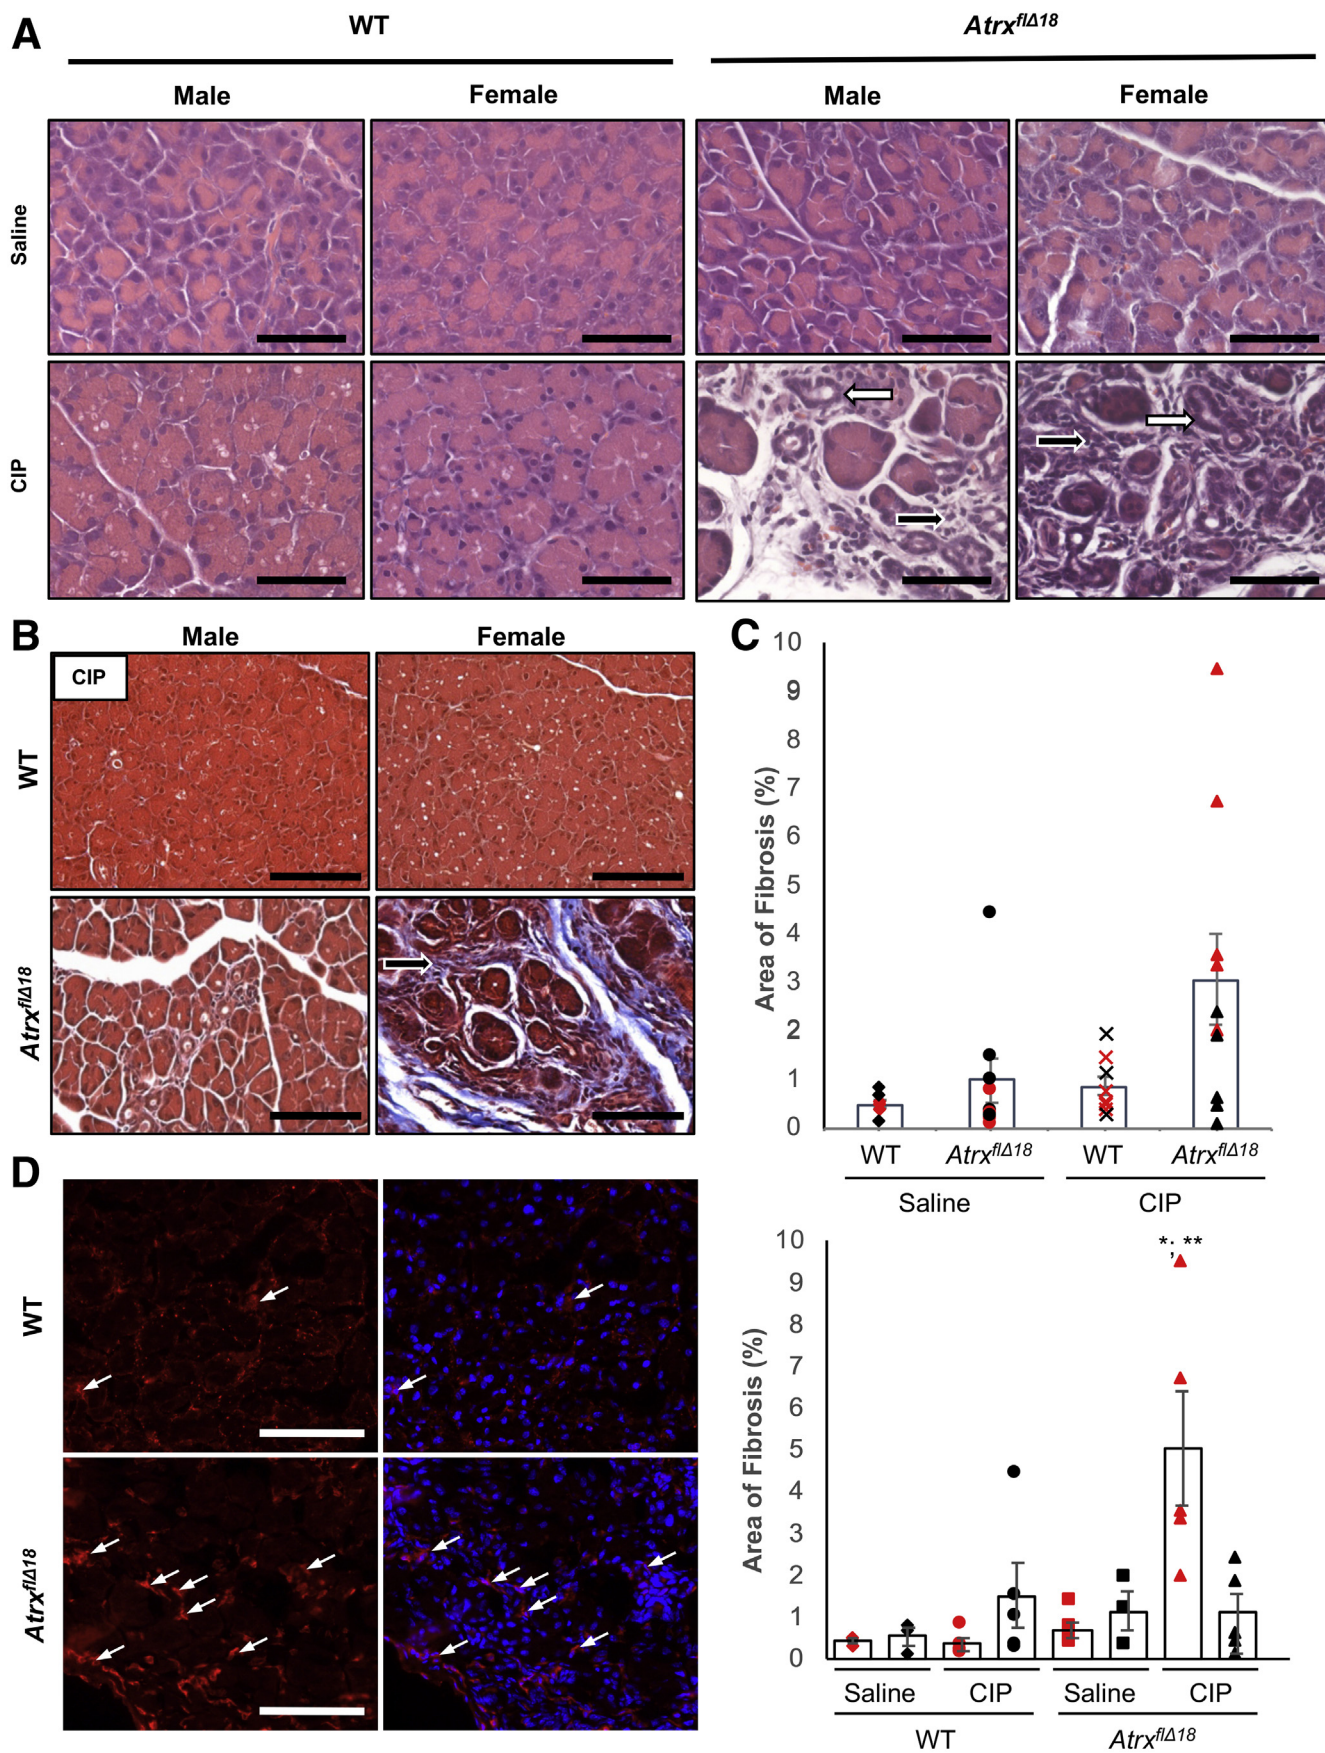 A
WT
Atrxfl∆18
Male
Female
Male
Female
Saline
CIP
B
Male
Female
CIP
WT
Atrxfl∆18
C
10
9
8
7
6
5
4
3
2
1
0
Area of Fibrosis (%)
WT
Atrxfl∆18
WT
Atrxfl∆18
Saline
CIP
D
WT
Atrxfl∆18
10
9
8
7
6
5
4
3
2
1
0
Area of Fibrosis (%)
*; **
Saline
CIP
Saline
CIP
WT
Atrxfl∆18